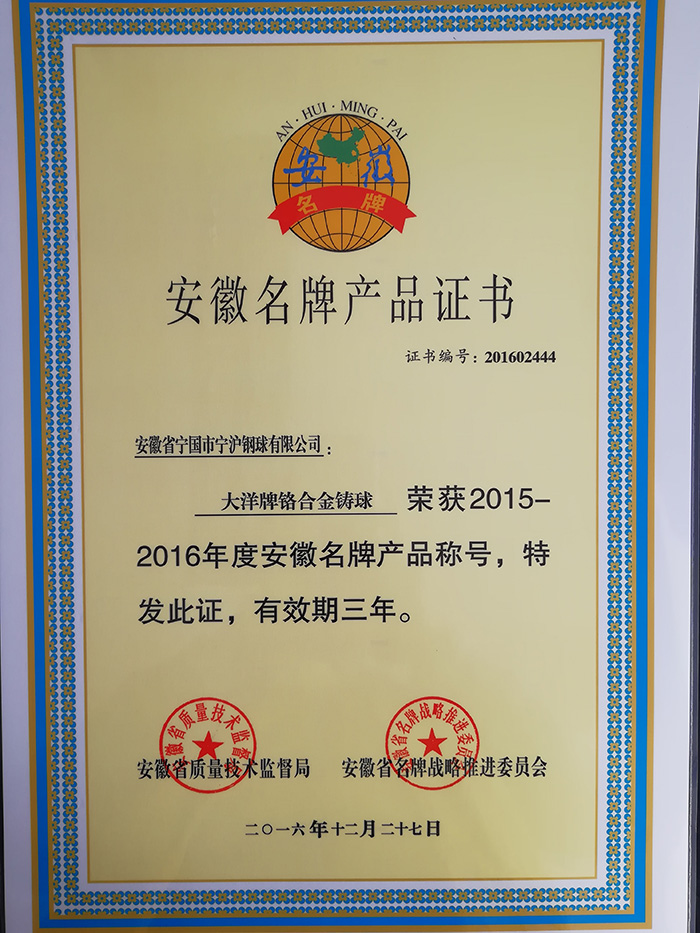 AN·HUI·MING·PAI
安徽
名牌
安徽名牌产品证书
证书编号：201602444
安徽省宁国市宁沪钢球有限公司：
大洋牌铬合金铸球 荣获2015-
2016年度安徽名牌产品称号，特
发此证，有效期三年。
安徽省质量技术监督局
安徽省名牌战略推进委员会
安徽省质量技术监督局 安徽省名牌战略推进委员会
二〇一六年十二月二十七日